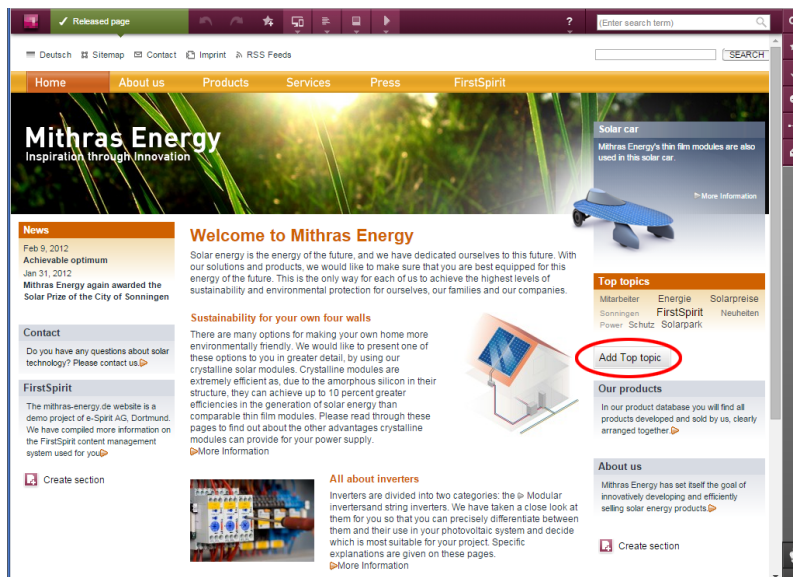 Released page
?
(Enter search term)
Deutsch Sitemap Contact Imprint RSS Feeds
SEARCH
Home About us Products Services Press FirstSpirit
Mithras Energy
Inspiration through Innovation
Solar car
Mithras Energy's thin film modules are also
used in this solar car.
More Information
News
Feb 9, 2012
Achievable optimum
Jan 31, 2012
Mithras Energy again awarded the
Solar Prize of the City of Sonningen
Contact
Do you have any questions about solar
technology? Please contact us.
FirstSpirit
The mithras-energy.de website is a
demo project of e-Spirit AG, Dortmund.
We have compiled more information on
the FirstSpirit content management
system used for you
Create section
Welcome to Mithras Energy
Solar energy is the energy of the future, and we have dedicated ourselves to this future. With
our solutions and products, we would like to make sure that you are best equipped for this
energy of the future. This is the only way for each of us to achieve the highest levels of
sustainability and environmental protection for ourselves, our families and our companies.
Sustainability for your own four walls
There are many options for making your own home more
environmentally friendly. We would like to present one of
these options to you in greater detail, by using our
crystalline solar modules. Crystalline modules are
extremely efficient as, due to the amorphous silicon in their
structure, they can achieve up to 10 percent greater
efficiencies in the generation of solar energy than
comparable thin film modules. Please read through these
pages to find out about the other advantages crystalline
modules can provide for your power supply.
More Information
All about inverters
Inverters are divided into two categories: the Modular
invertersand string inverters. We have taken a close look at
them for you so that you can precisely differentiate between
them and their use in your photovoltaic system and decide
which is most suitable for your project. Specific
explanations are given on these pages.
More Information
Top topics
Mitarbeiter Energie Solarpreise
Sonningen FirstSpirit Neuheiten
Power Schutz Solarpark
Add Top topic
Our products
In our product database you will find all
products developed and sold by us, clearly
arranged together.
About us
Mithras Energy has set itself the goal of
innovatively developing and efficiently
selling solar energy products.
Create section